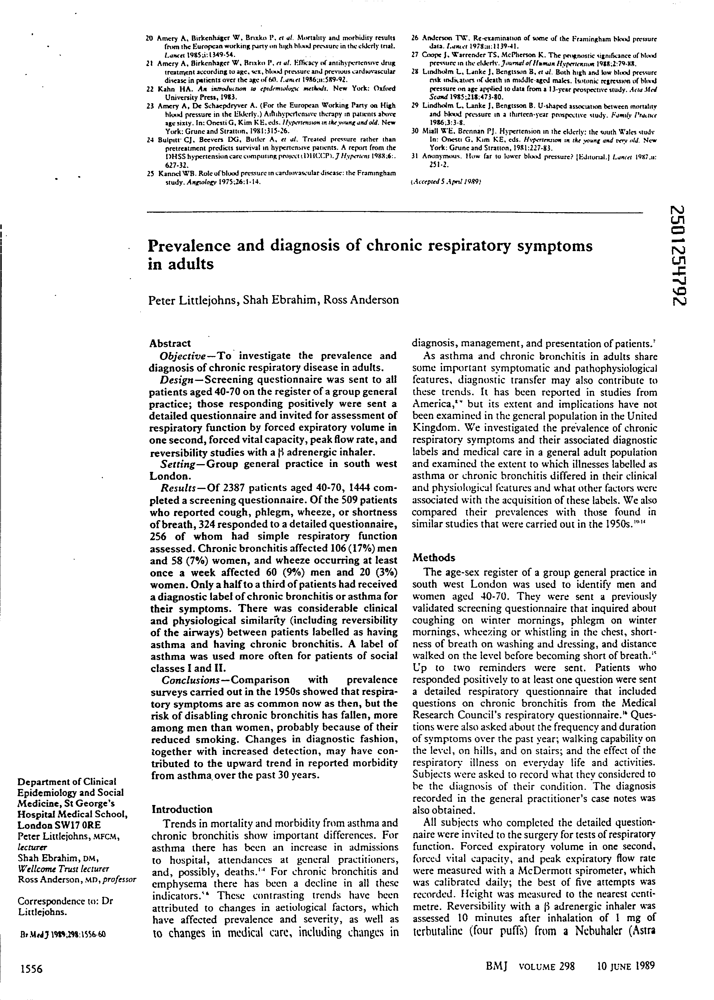 20 Amery A, Birkenhäger W, Brixko P, et al. Mortality and morbidity results
from the European working party on high blood pressure in the elderly trial.
Lancet 1985;i:1349-54.
21 Amery A, Birkenhager W, Brixko P, et al. Efficacy of antihypertensive drug
treatment according to age, sex, blood pressure and previous cardiovascular
disease in patients over the age of 60. Lancet 1986;ii:589-92.
22 Kahn HA. An introduction to epidemiologic methods. New York: Oxford
University Press, 1983.
23 Amery A, De Schaepdryver A. (For the European Working Party on High
blood pressure in the Elderly.) Antihypertensive therapy in patients above
age sixty. In: Onesti G, Kim KE, eds. Hypertension in the young and old. New
York: Grune and Stratton, 1981:315-26.
24 Bulpitt CJ, Beevers DG, Butler A, et al. Treated pressure rather than
pretreatment predicts survival in hypertensive patients. A report from the
DHSS hypertension care computing project (DHCCP). J Hypertens 1988;6:
627-32.
25 Kannel WB. Role of blood pressure in cardiovascular disease: the Framingham
study. Angiology 1975;26:1-14.
26 Anderson TW. Re-examination of some of the Framingham blood pressure
data. Lancet 1978;ii:1139-41.
27 Coope J, Warrender TS, McPherson K. The prognostic significance of blood
pressure in the elderly. Journal of Human Hypertension 1988;2:79-88.
28 Lindholm L, Lanke J, Bengtsson B, et al. Both high and low blood pressure
risk indicators of death in middle-aged males. Isotonic regression of blood
pressure on age applied to data from a 13-year prospective study. Acta Med
Scand 1985;218:473-80.
29 Lindholm L, Lanke J, Bengtsson B. U-shaped association between mortality
and blood pressure in a thirteen-year prospective study. Family Practice
1986;3:3-8.
30 Miall WE, Brennan PJ. Hypertension in the elderly: the south Wales study
In: Onesti G, Kim KE, eds. Hypertension in the young and very old. New
York: Grune and Stratton, 1981:227-83.
31 Anonymous. How far to lower blood pressure? [Editorial.] Lancet 1987;ii:
251-2.
(Accepted 5 April 1989)
2501254792
Prevalence and diagnosis of chronic respiratory symptoms
in adults
Peter Littlejohns, Shah Ebrahim, Ross Anderson
Abstract
Objective—To investigate the prevalence and
diagnosis of chronic respiratory disease in adults.
Design—Screening questionnaire was sent to all
patients aged 40-70 on the register of a group general
practice; those responding positively were sent a
detailed questionnaire and invited for assessment of
respiratory function by forced expiratory volume in
one second, forced vital capacity, peak flow rate, and
reversibility studies with a β adrenergic inhaler.
Setting—Group general practice in south west
London.
Results—Of 2387 patients aged 40-70, 1444 com-
pleted a screening questionnaire. Of the 509 patients
who reported cough, phlegm, wheeze, or shortness
of breath, 324 responded to a detailed questionnaire,
256 of whom had simple respiratory function
assessed. Chronic bronchitis affected 106 (17%) men
and 58 (7%) women, and wheeze occurring at least
once a week affected 60 (9%) men and 20 (3%)
women. Only a half to a third of patients had received
a diagnostic label of chronic bronchitis or asthma for
their symptoms. There was considerable clinical
and physiological similarity (including reversibility
of the airways) between patients labelled as having
asthma and having chronic bronchitis. A label of
asthma was used more often for patients of social
classes I and II.
Conclusions—Comparison with prevalence
surveys carried out in the 1950s showed that respira-
tory symptoms are as common now as then, but the
risk of disabling chronic bronchitis has fallen, more
among men than women, probably because of their
reduced smoking. Changes in diagnostic fashion,
together with increased detection, may have con-
tributed to the upward trend in reported morbidity
from asthma over the past 30 years.
Introduction
Trends in mortality and morbidity from asthma and
chronic bronchitis show important differences. For
asthma there has been an increase in admissions
to hospital, attendances at general practitioners,
and, possibly, deaths.¹⁻⁴ For chronic bronchitis and
emphysema there has been a decline in all these
indicators.⁵ ⁶ These contrasting trends have been
attributed to changes in aetiological factors, which
have affected prevalence and severity, as well as
to changes in medical care, including changes in
diagnosis, management, and presentation of patients.⁷
As asthma and chronic bronchitis in adults share
some important symptomatic and pathophysiological
features, diagnostic transfer may also contribute to
these trends. It has been reported in studies from
America,⁸ ⁹ but its extent and implications have not
been examined in the general population in the United
Kingdom. We investigated the prevalence of chronic
respiratory symptoms and their associated diagnostic
labels and medical care in a general adult population
and examined the extent to which illnesses labelled as
asthma or chronic bronchitis differed in their clinical
and physiological features and what other factors were
associated with the acquisition of these labels. We also
compared their prevalences with those found in
similar studies that were carried out in the 1950s.¹⁰⁻¹⁴
Methods
The age-sex register of a group general practice in
south west London was used to identify men and
women aged 40-70. They were sent a previously
validated screening questionnaire that inquired about
coughing on winter mornings, phlegm on winter
mornings, wheezing or whistling in the chest, short-
ness of breath on washing and dressing, and distance
walked on the level before becoming short of breath.¹⁵
Up to two reminders were sent. Patients who
responded positively to at least one question were sent
a detailed respiratory questionnaire that included
questions on chronic bronchitis from the Medical
Research Council's respiratory questionnaire.¹⁶ Ques-
tions were also asked about the frequency and duration
of symptoms over the past year; walking capability on
the level, on hills, and on stairs; and the effect of the
respiratory illness on everyday life and activities.
Subjects were asked to record what they considered to
be the diagnosis of their condition. The diagnosis
recorded in the general practitioner's case notes was
also obtained.
All subjects who completed the detailed question-
naire were invited to the surgery for tests of respiratory
function. Forced expiratory volume in one second,
forced vital capacity, and peak expiratory flow rate
were measured with a McDermott spirometer, which
was calibrated daily; the best of five attempts was
recorded. Height was measured to the nearest centi-
metre. Reversibility with a β adrenergic inhaler was
assessed 10 minutes after inhalation of 1 mg of
terbutaline (four puffs) from a Nebuhaler (Astra
Department of Clinical
Epidemiology and Social
Medicine, St George's
Hospital Medical School,
London SW17 0RE
Peter Littlejohns, MFCM,
lecturer
Shah Ebrahim, DM,
Wellcome Trust lecturer
Ross Anderson, MD, professor
Correspondence to: Dr
Littlejohns.
Br Med J 1989;298:1556-60
1556
BMJ VOLUME 298 10 JUNE 1989